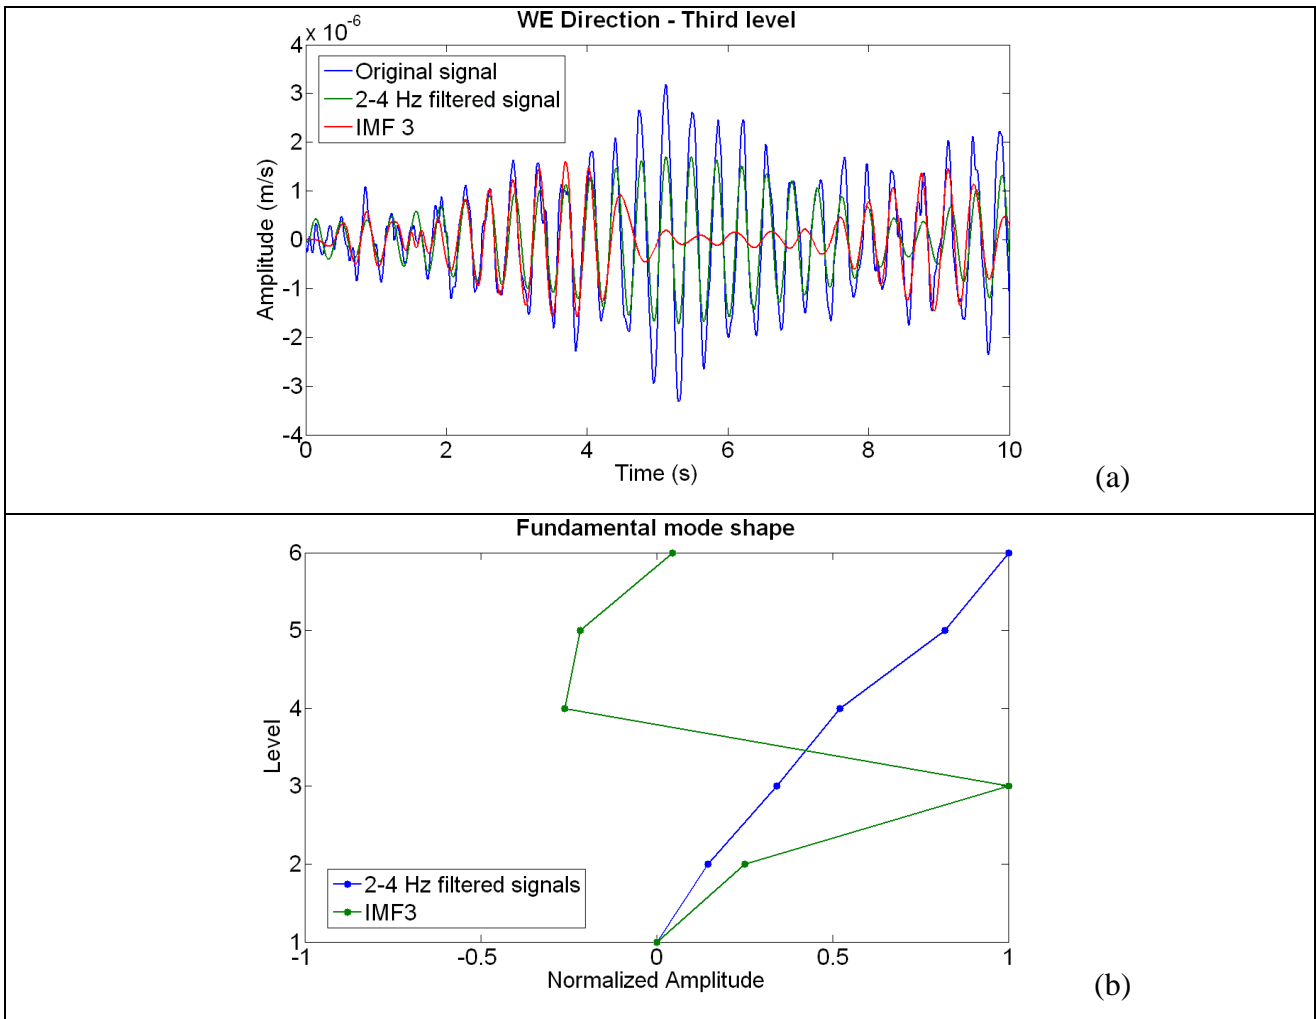 WE Direction - Third level
x 10^-6
4
3
2
1
0
-1
-2
-3
-4
Amplitude (m/s)
Original signal
2-4 Hz filtered signal
IMF 3
0 2 4 6 8 10
Time (s)
(a)
Fundamental mode shape
6
5
4
3
2
1
Level
2-4 Hz filtered signals
IMF3
-1 -0.5 0 0.5 1
Normalized Amplitude
(b)